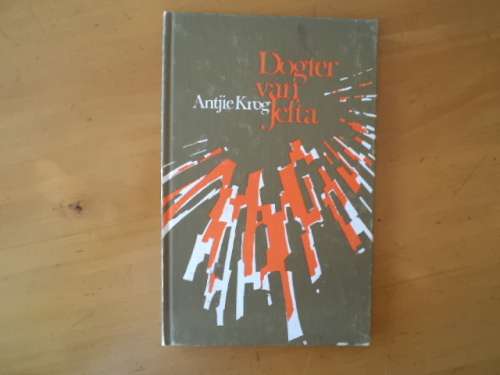 Dogter
van
Antjie Krog Jefta